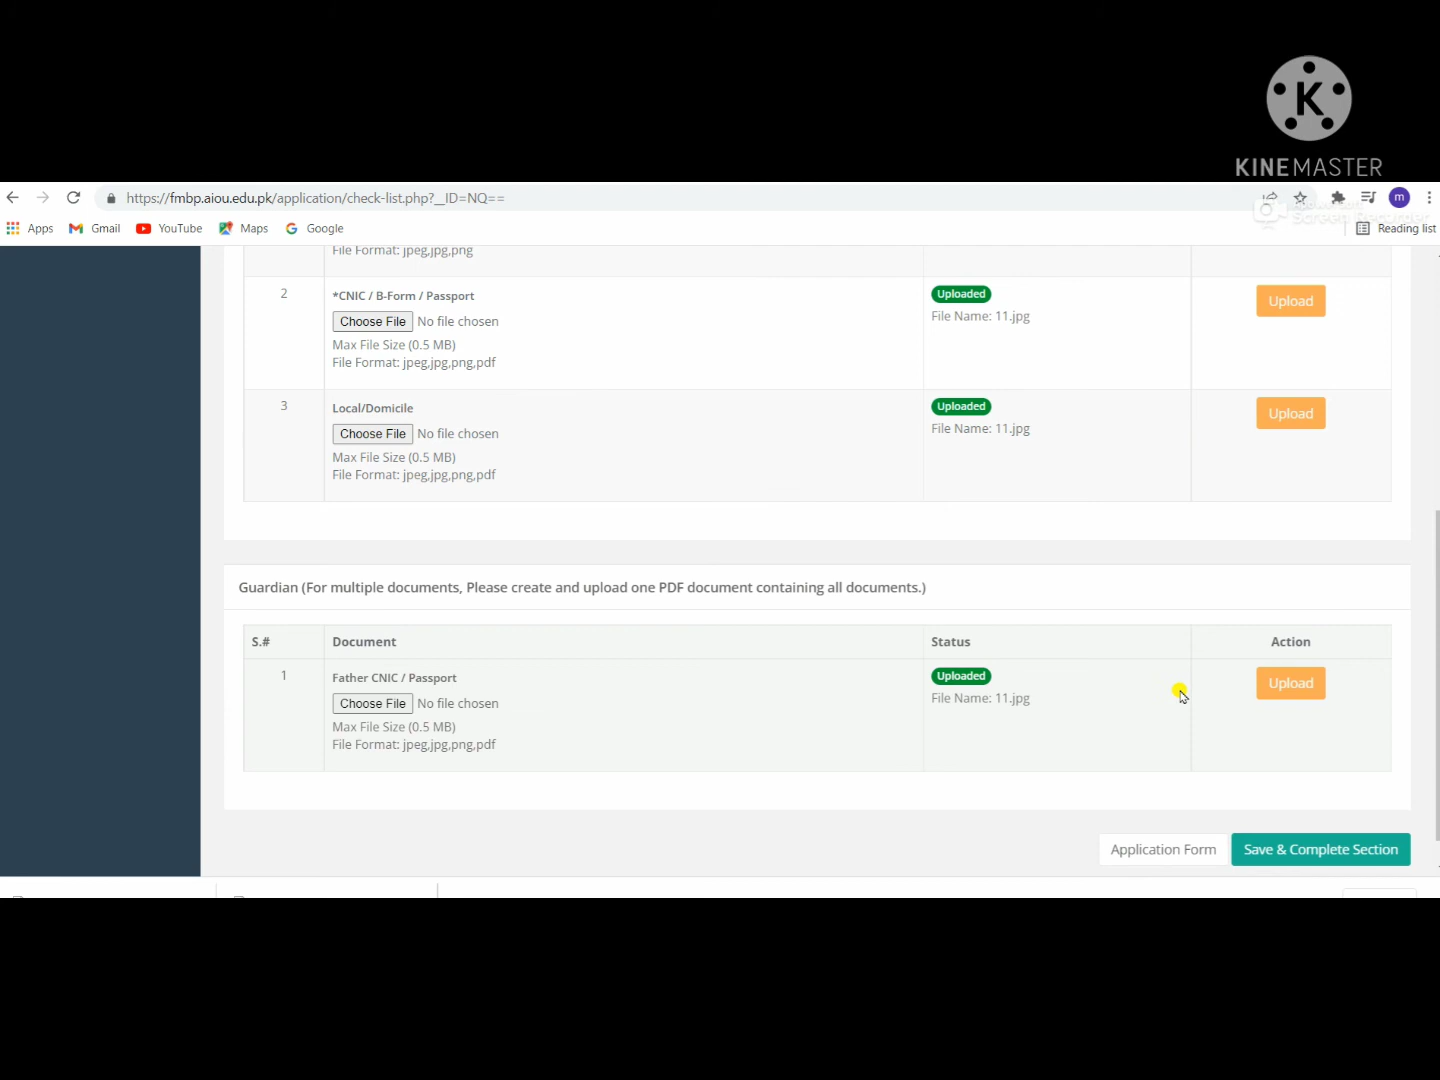 K
KINEMASTER
https://fmbp.aiou.edu.pk/application/check-list.php?__ID=NQ==
m
Apps
Gmail
YouTube
Maps
Google
Screen Recorder
Reading list
File Format: jpeg,jpg,png
2
*CNIC / B-Form / Passport
Uploaded
Upload
Choose File No file chosen
File Name: 11.jpg
Max File Size (0.5 MB)
File Format: jpeg,jpg,png,pdf
3
Local/Domicile
Uploaded
Upload
Choose File No file chosen
File Name: 11.jpg
Max File Size (0.5 MB)
File Format: jpeg,jpg,png,pdf
Guardian (For multiple documents, Please create and upload one PDF document containing all documents.)
S.# Document Status Action
1
Father CNIC / Passport
Uploaded
Upload
Choose File No file chosen
File Name: 11.jpg
Max File Size (0.5 MB)
File Format: jpeg,jpg,png,pdf
Application Form
Save & Complete Section